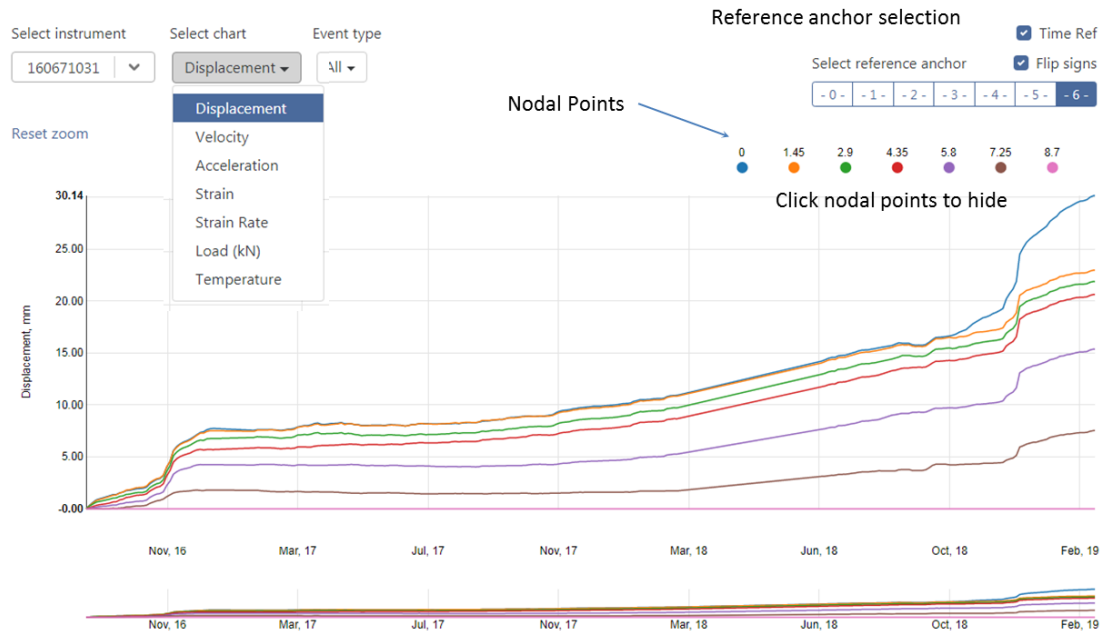 Reference anchor selection
Select instrument
Select chart
Event type
Time Ref
160671031
Displacement
All
Select reference anchor
Flip signs
- 0 -
- 1 -
- 2 -
- 3 -
- 4 -
- 5 -
- 6 -
Displacement
Velocity
Acceleration
Strain
Strain Rate
Load (kN)
Temperature
Reset zoom
Nodal Points
0 1.45 2.9 4.35 5.8 7.25 8.7
Click nodal points to hide
30.14
25.00
20.00
15.00
10.00
5.00
-0.00
Displacement, mm
Nov, 16 Mar, 17 Jul, 17 Nov, 17 Mar, 18 Jun, 18 Oct, 18 Feb, 19
Nov, 16 Mar, 17 Jul, 17 Nov, 17 Mar, 18 Jun, 18 Oct, 18 Feb, 19